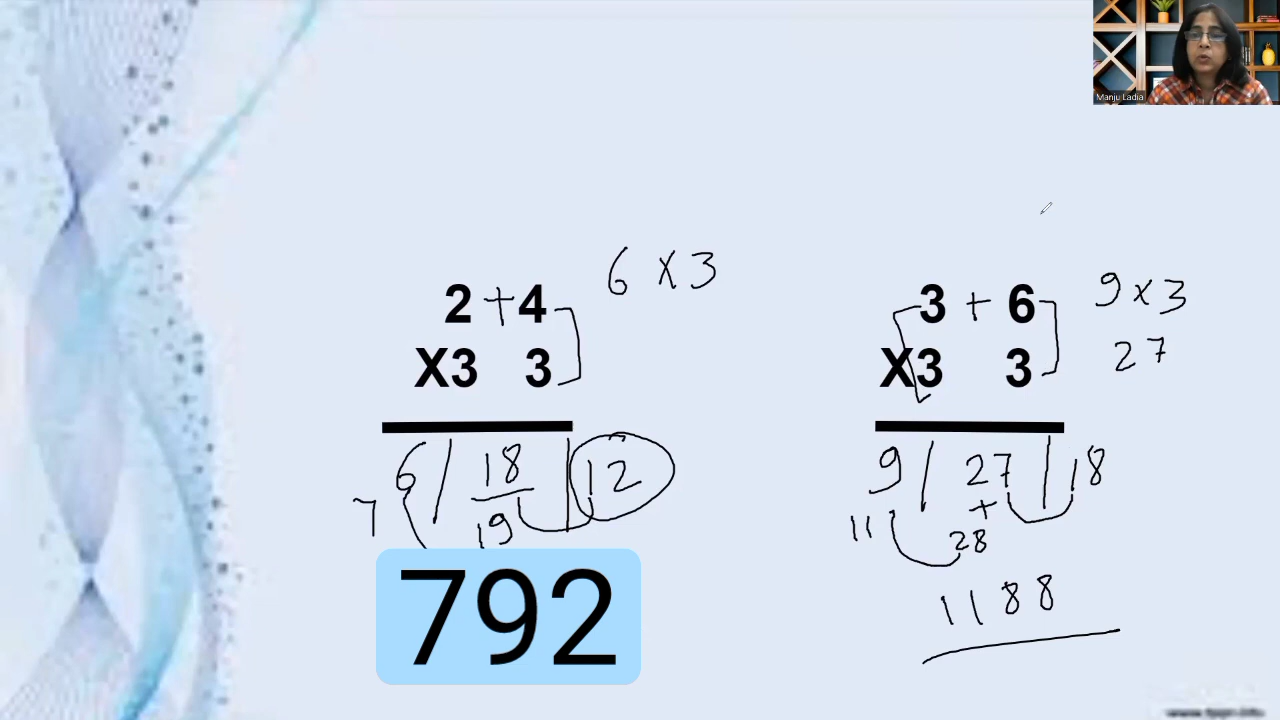 Manju Ladia
2 + 4
6 x 3
X3 3
6 / 18 | 12
7
19
792
3 + 6
9 x 3
X3 3
27
9 / 27 | 18
+
11
28
1188